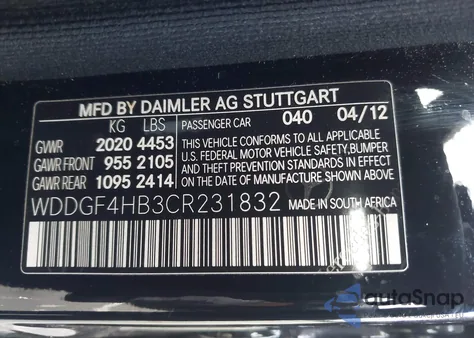 MFD BY DAIMLER AG STUTTGART
KG LBS PASSENGER CAR 040 04/12
GVWR 2020 4453
GAWR FRONT 955 2105
GAWR REAR 1095 2414
THIS VEHICLE CONFORMS TO ALL APPLICABLE
U.S. FEDERAL MOTOR VEHICLE SAFETY, BUMPER
AND THEFT PREVENTION STANDARDS IN EFFECT
ON THE DATE OF MANUFACTURE SHOWN ABOVE.
WDDGF4HB3CR231832 MADE IN SOUTH AFRICA
autoSnap